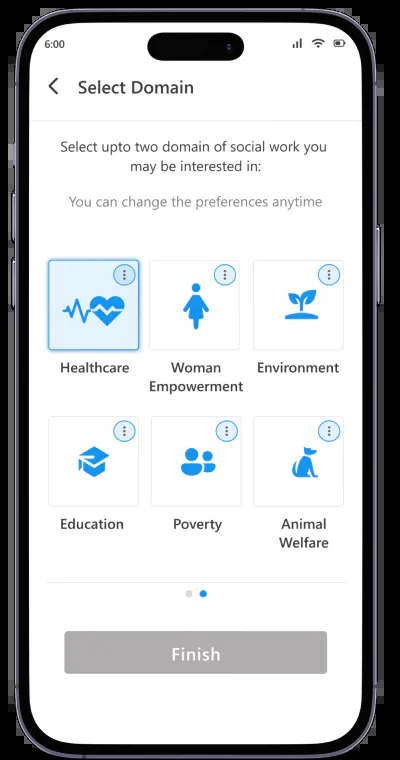 6:00
Select Domain
Select upto two domain of social work you
may be interested in:
You can change the preferences anytime
Healthcare
Woman
Empowerment
Environment
Education
Poverty
Animal
Welfare
Finish